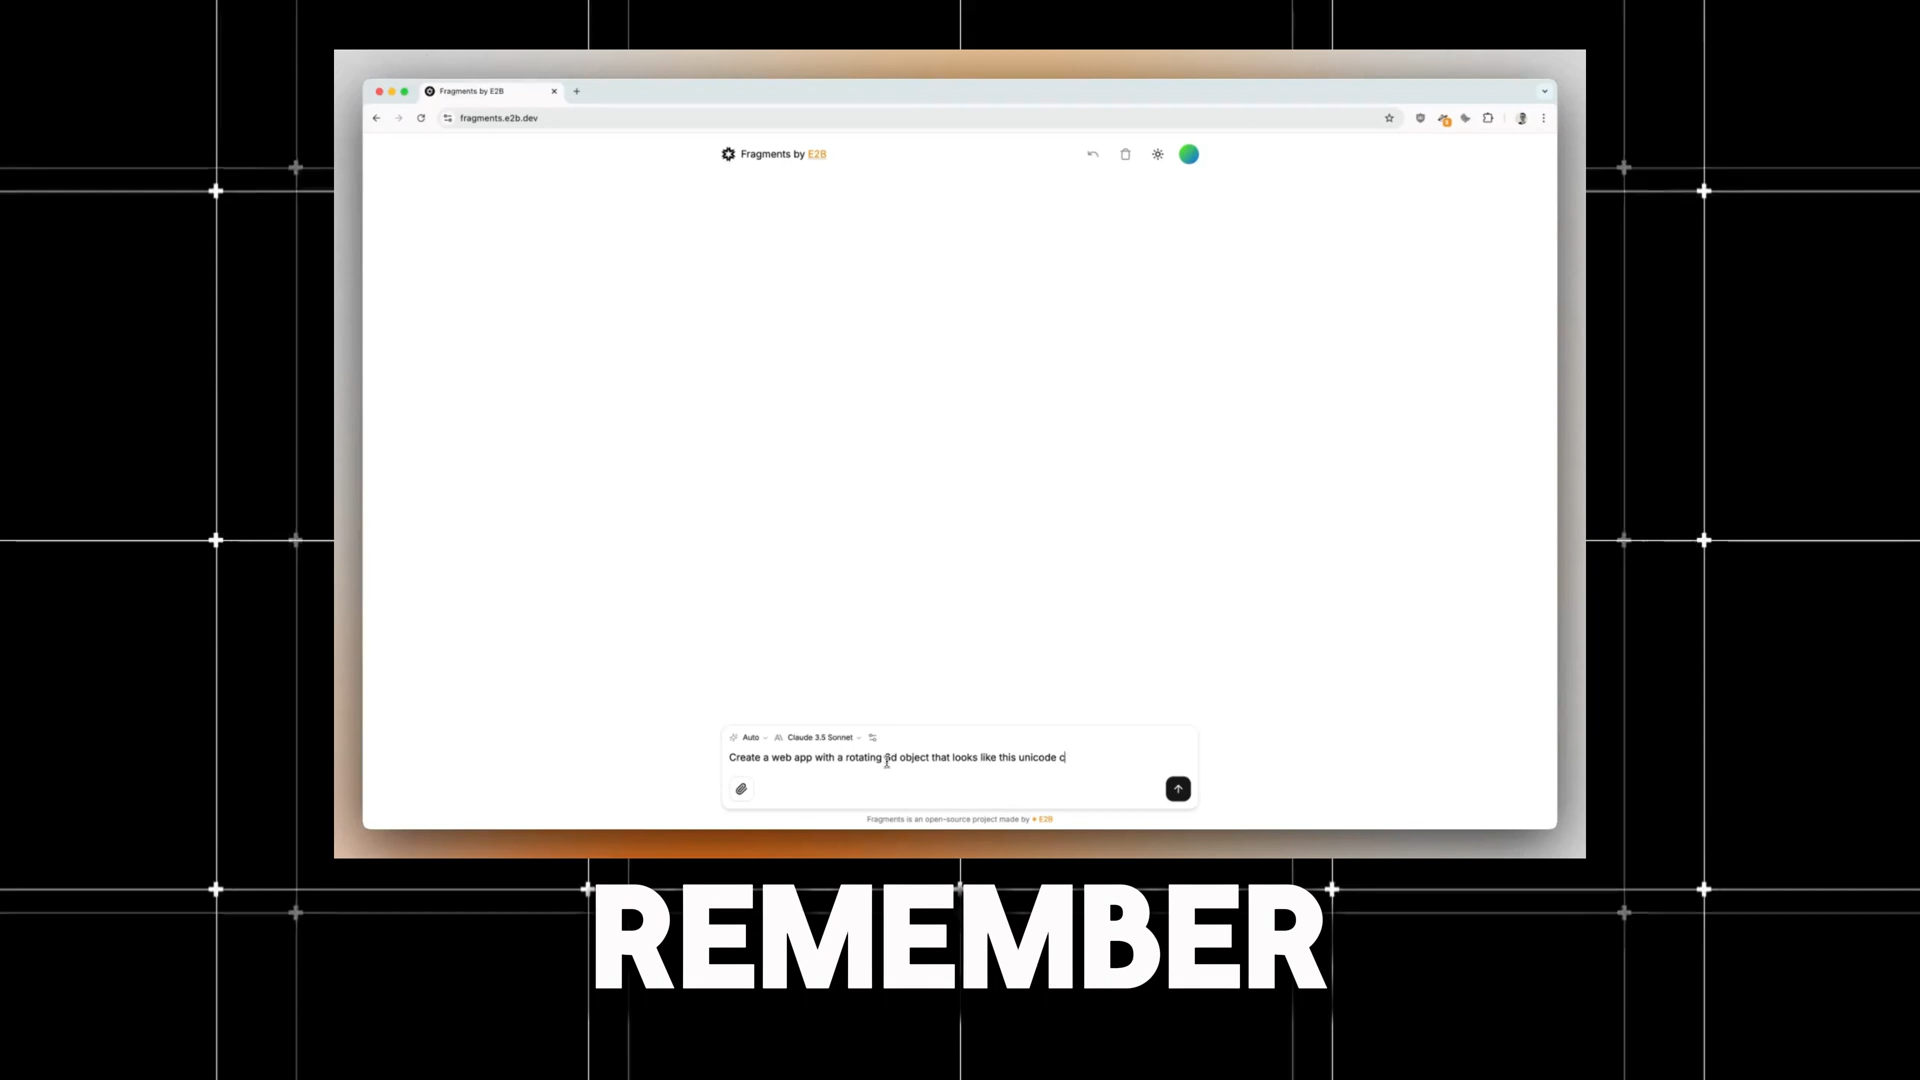 Fragments by E2B
fragments.e2b.dev
Fragments by E2B
Auto
Claude 3.5 Sonnet
Create a web app with a rotating 3d object that looks like this unicode c
Fragments is an open-source project made by E2B
REMEMBER